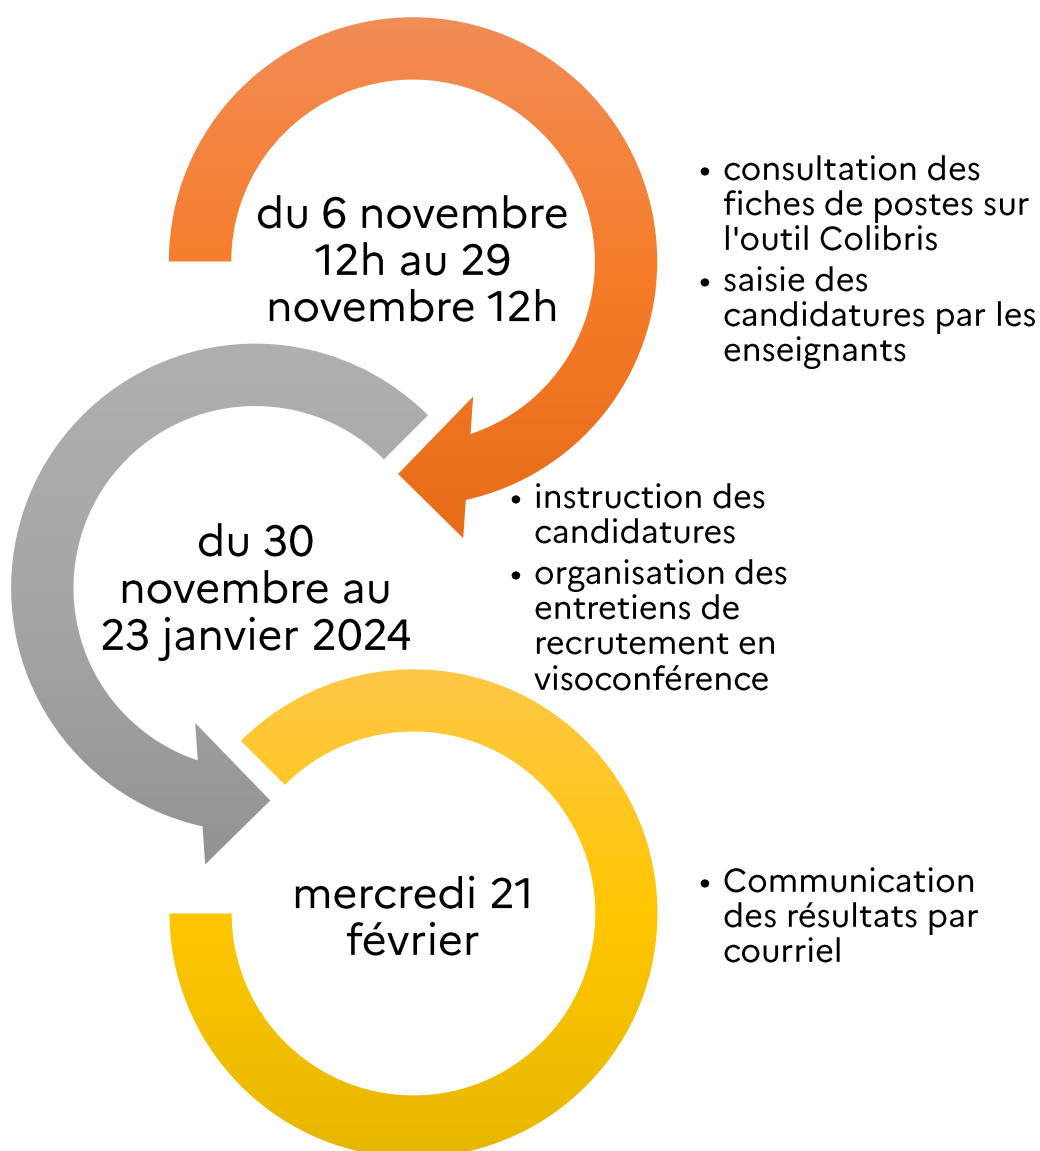 du 6 novembre
12h au 29
novembre 12h
• consultation des
fiches de postes sur
l'outil Colibris
• saisie des
candidatures par les
enseignants
du 30
novembre au
23 janvier 2024
• instruction des
candidatures
• organisation des
entretiens de
recrutement en
visoconférence
mercredi 21
février
• Communication
des résultats par
courriel